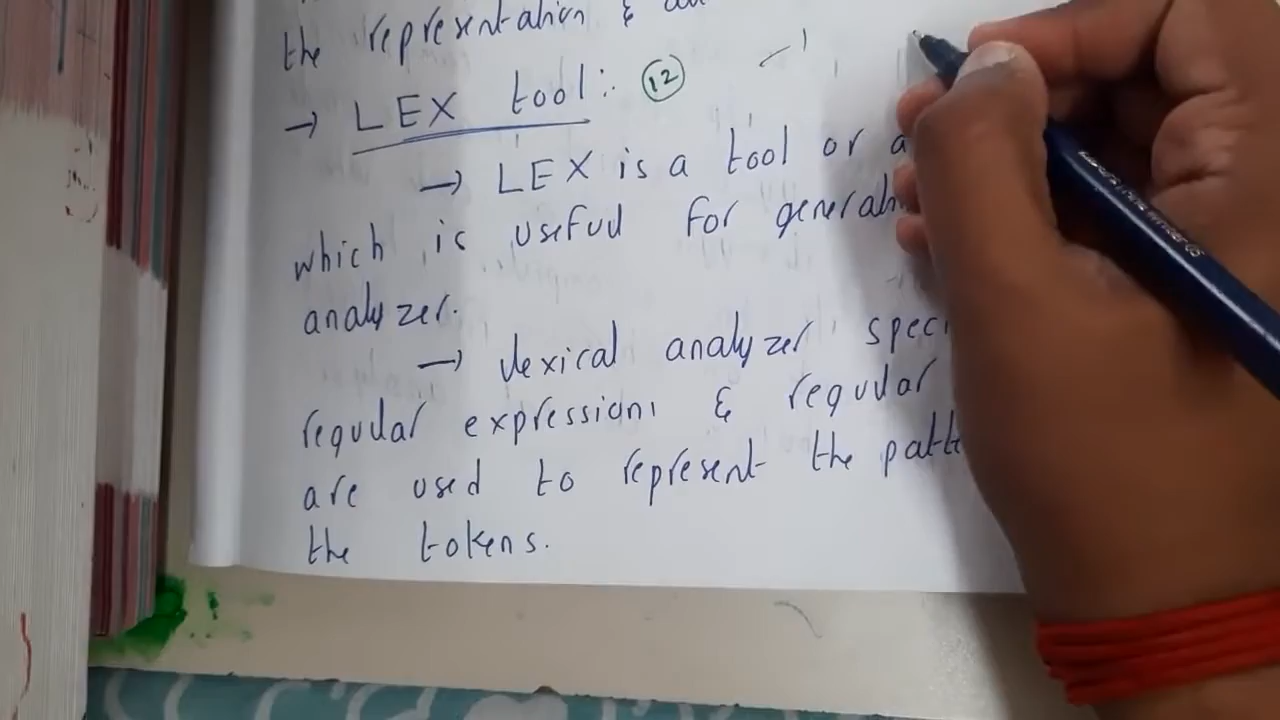 the representation &
→ LEX tool:. 12
→ LEX is a tool or a
which is useful for
analyzer.
→ lexical analyzer
regular expressions & regular
are used to represent the
the tokens.